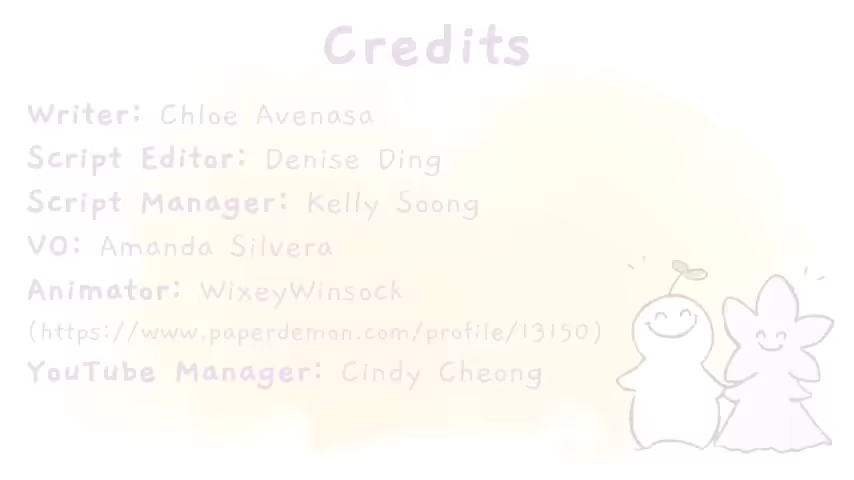 Credits
Writer: Chloe Avenasa
Script Editor: Denise Ding
Script Manager: Kelly Soong
VO: Amanda Silvera
Animator: WixeyWinsock
(https://www.paperdemon.com/profile/13150)
YouTube Manager: Cindy Cheong